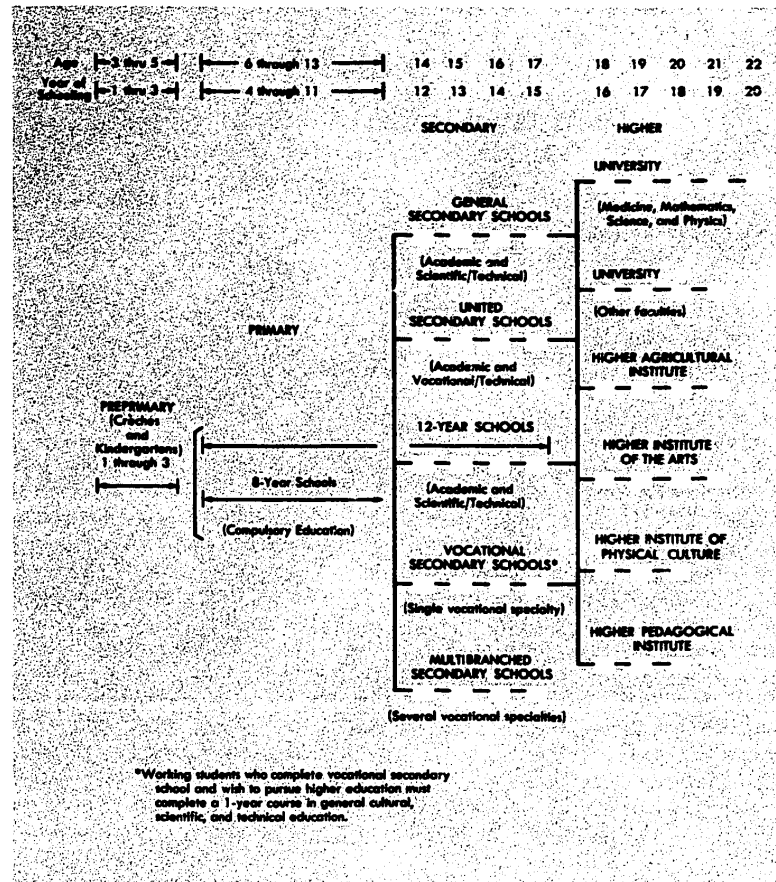 Age 3 thru 5 6 through 13 14 15 16 17 18 19 20 21 22
Year of
Schooling 1 thru 3 4 through 11 12 13 14 15 16 17 18 19 20
SECONDARY HIGHER
PRIMARY
PREPRIMARY
(Crèches
and
Kindergartens)
1 through 3
8-Year Schools
(Compulsory Education)
GENERAL
SECONDARY SCHOOLS
(Academic and
Scientific/Technical)
UNITED
SECONDARY SCHOOLS
(Academic and
Vocational/Technical)
12-YEAR SCHOOLS
(Academic and
Scientific/Technical)
VOCATIONAL
SECONDARY SCHOOLS*
(Single vocational specialty)
MULTIBRANCHED
SECONDARY SCHOOLS
(Several vocational specialties)
UNIVERSITY
(Medicine, Mathematics,
Science, and Physics)
UNIVERSITY
(Other faculties)
HIGHER AGRICULTURAL
INSTITUTE
HIGHER INSTITUTE
OF THE ARTS
HIGHER INSTITUTE OF
PHYSICAL CULTURE
HIGHER PEDAGOGICAL
INSTITUTE
*Working students who complete vocational secondary
school and wish to pursue higher education must
complete a 1-year course in general cultural,
scientific, and technical education.